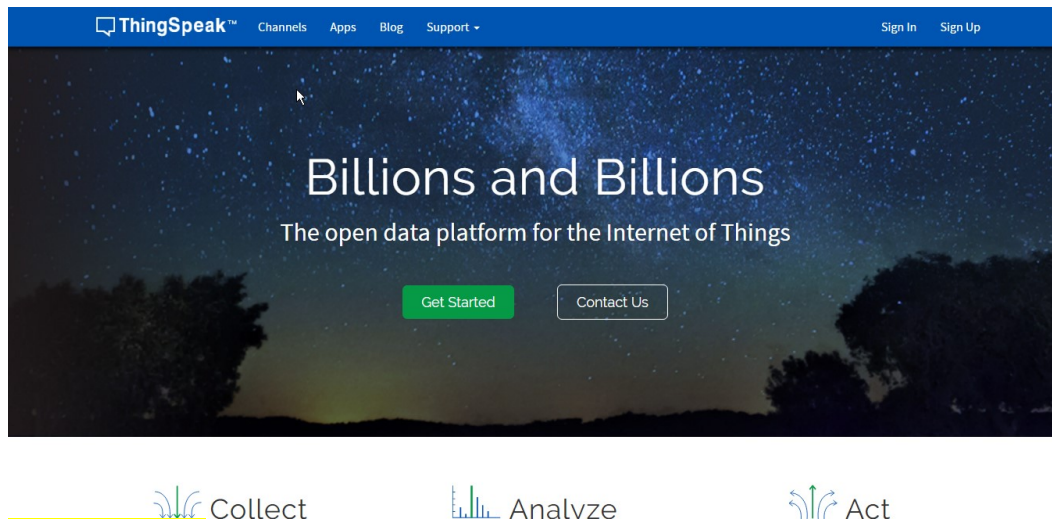 ThingSpeak™ Channels Apps Blog Support Sign In Sign Up
Billions and Billions
The open data platform for the Internet of Things
Get Started Contact Us
Collect Analyze Act